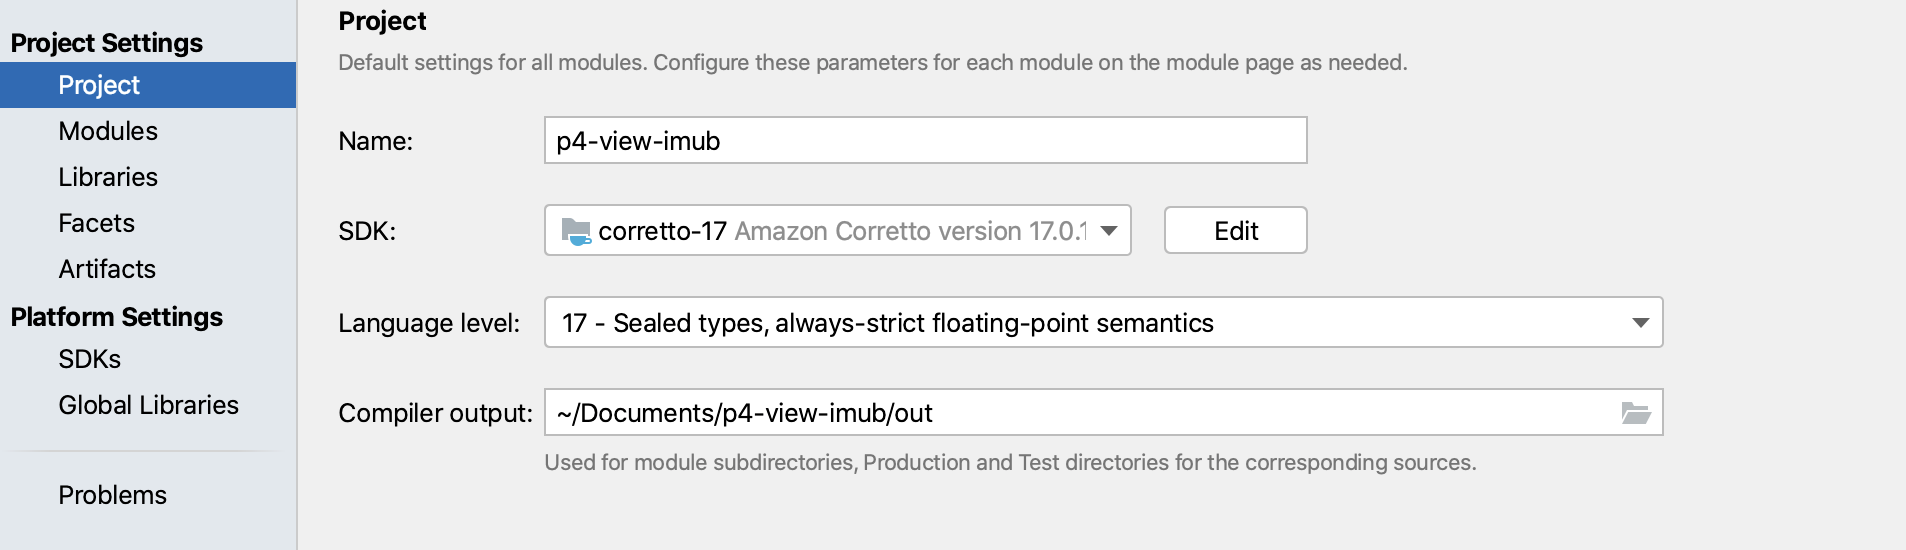 Project Settings
Project
Modules
Libraries
Facets
Artifacts
Platform Settings
SDKs
Global Libraries
Problems
Project
Default settings for all modules. Configure these parameters for each module on the module page as needed.
Name: p4-view-imub
SDK: corretto-17 Amazon Corretto version 17.0.1 Edit
Language level: 17 - Sealed types, always-strict floating-point semantics
Compiler output: ~/Documents/p4-view-imub/out
Used for module subdirectories, Production and Test directories for the corresponding sources.